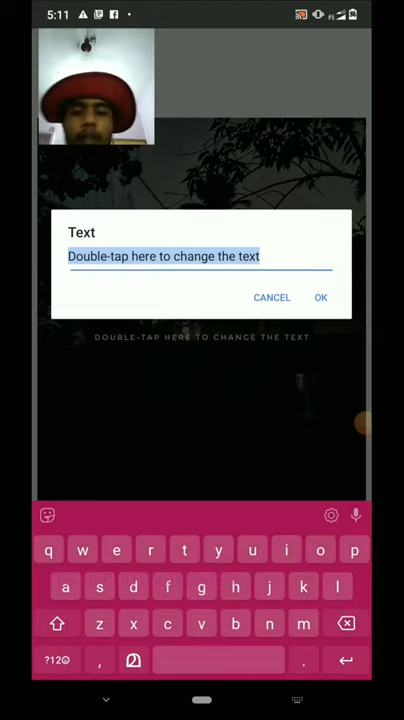 5:11
Text
Double-tap here to change the text
CANCEL OK
DOUBLE-TAP HERE TO CHANGE THE TEXT
q w e r t y u i o p
a s d f g h j k l
z x c v b n m
?12☺ , മ .